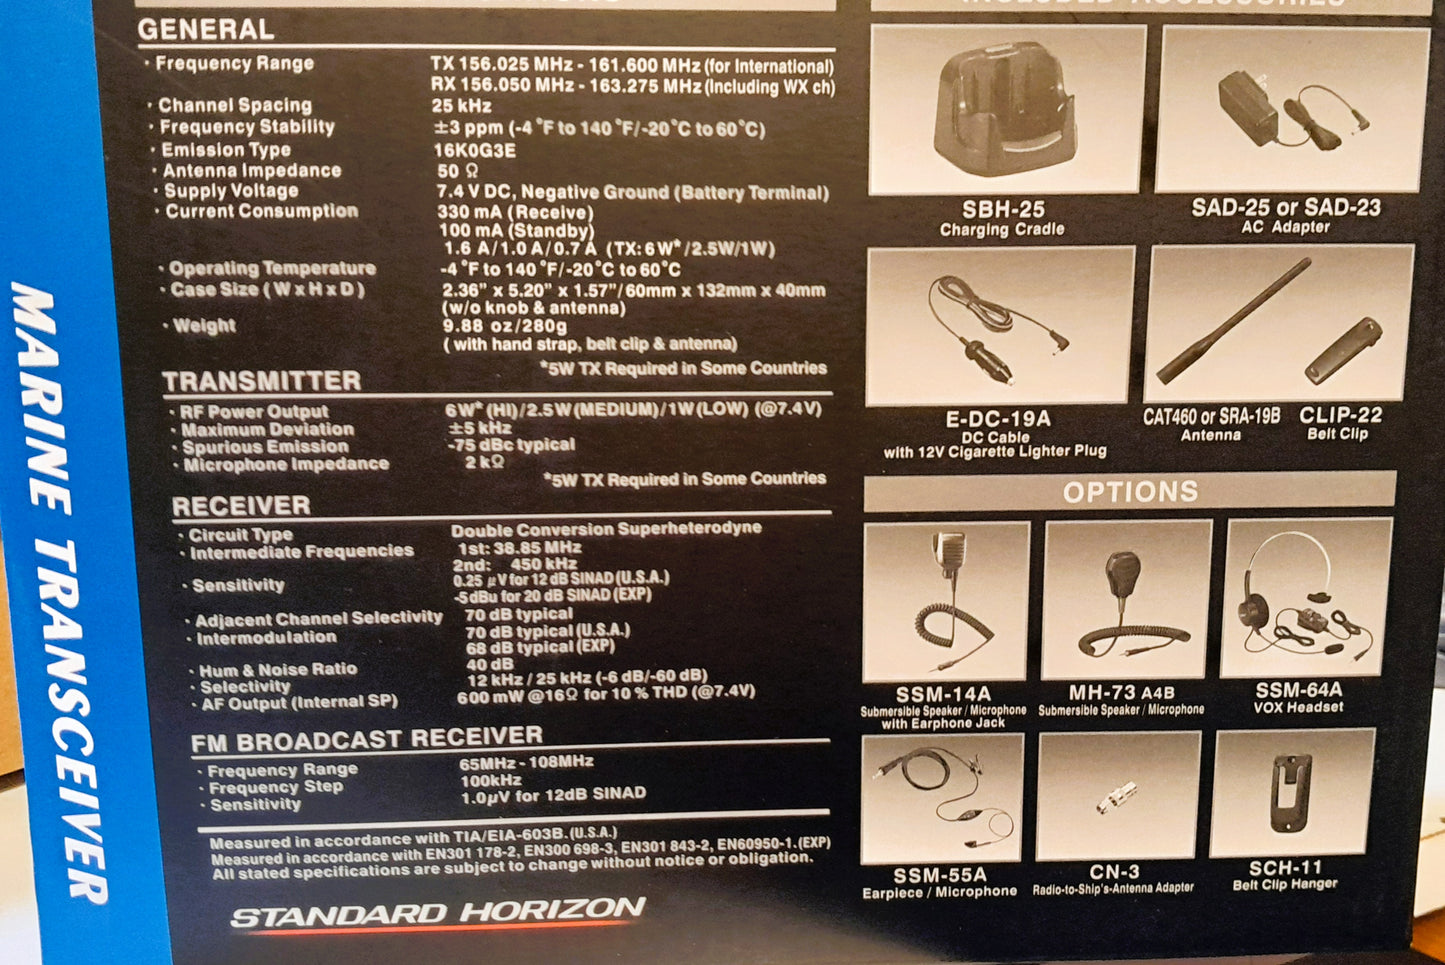 INCLUDED ACCESSORIES
GENERAL
· Frequency Range TX 156.025 MHz - 161.600 MHz (for International)
RX 156.050 MHz - 163.275 MHz (Including WX ch)
· Channel Spacing 25 kHz
· Frequency Stability ±3 ppm (-4 °F to 140 °F/-20°C to 60°C)
· Emission Type 16K0G3E
· Antenna Impedance 50 Ω
· Supply Voltage 7.4 V DC, Negative Ground (Battery Terminal)
· Current Consumption 330 mA (Receive)
100 mA (Standby)
1.6 A/1.0 A/0.7 A (TX: 6 W*/2.5W/1W)
· Operating Temperature -4 °F to 140 °F/-20°C to 60°C
· Case Size ( W x H x D ) 2.36" x 5.20" x 1.57"/60mm x 132mm x 40mm
(w/o knob & antenna)
· Weight 9.88 oz/280g
( with hand strap, belt clip & antenna)
*5W TX Required in Some Countries
TRANSMITTER
· RF Power Output 6 W* (HI)/2.5 W (MEDIUM)/1 W (LOW) (@7.4V)
· Maximum Deviation ±5 kHz
· Spurious Emission -75 dBc typical
· Microphone Impedance 2 kΩ
*5W TX Required in Some Countries
RECEIVER
· Circuit Type Double Conversion Superheterodyne
· Intermediate Frequencies 1st: 38.85 MHz
2nd: 450 kHz
· Sensitivity 0.25 μV for 12 dB SINAD (U.S.A.)
-5 dBu for 20 dB SINAD (EXP)
· Adjacent Channel Selectivity 70 dB typical
· Intermodulation 70 dB typical (U.S.A.)
68 dB typical (EXP)
· Hum & Noise Ratio 40 dB
· Selectivity 12 kHz / 25 kHz (-6 dB/-60 dB)
· AF Output (Internal SP) 600 mW @16Ω for 10 % THD (@7.4V)
FM BROADCAST RECEIVER
· Frequency Range 65MHz - 108MHz
· Frequency Step 100kHz
· Sensitivity 1.0μV for 12dB SINAD
Measured in accordance with TIA/EIA-603B. (U.S.A.)
Measured in accordance with EN301 178-2, EN300 698-3, EN301 843-2, EN60950-1. (EXP)
All stated specifications are subject to change without notice or obligation.
STANDARD HORIZON
MARINE TRANSCEIVER
SBH-25
Charging Cradle
SAD-25 or SAD-23
AC Adapter
E-DC-19A
DC Cable
with 12V Cigarette Lighter Plug
CAT460 or SRA-19B
Antenna
CLIP-22
Belt Clip
OPTIONS
SSM-14A
Submersible Speaker / Microphone
with Earphone Jack
MH-73 A4B
Submersible Speaker / Microphone
SSM-64A
VOX Headset
SSM-55A
Earpiece / Microphone
CN-3
Radio-to-Ship's-Antenna Adapter
SCH-11
Belt Clip Hanger